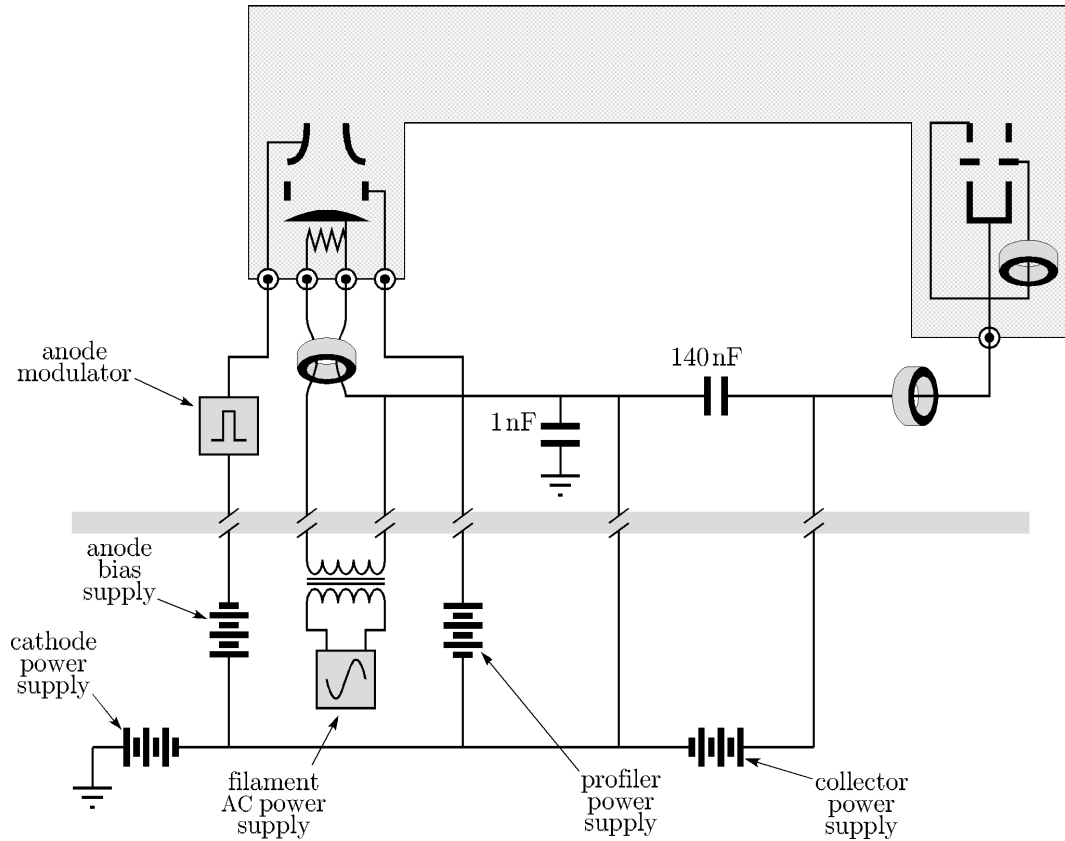 anode
modulator
140 nF
1 nF
anode
bias
supply
cathode
power
supply
filament
AC power
supply
profiler
power
supply
collector
power
supply